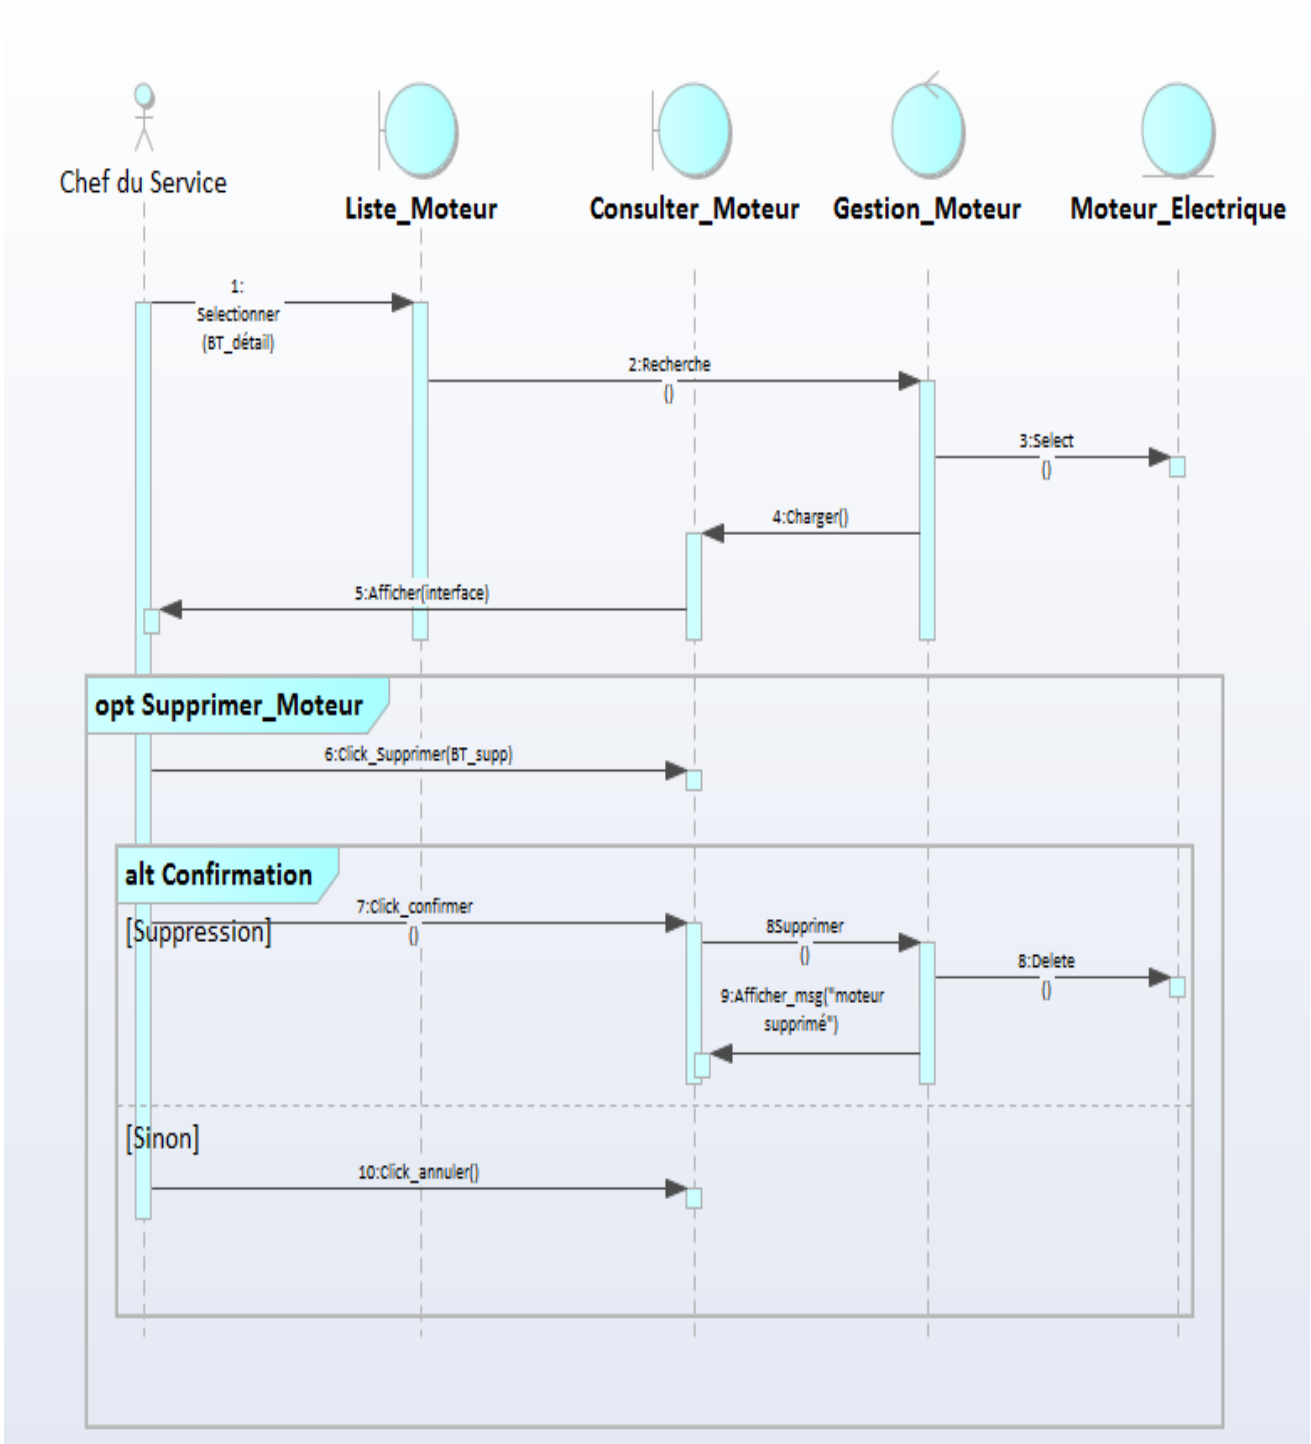 Chef du Service
Liste_Moteur
Consulter_Moteur
Gestion_Moteur
Moteur_Electrique
1:
Selectionner
(BT_détail)
2:Recherche
()
3:Select
()
4:Charger()
5:Afficher(interface)
opt Supprimer_Moteur
6:Click_Supprimer(BT_supp)
alt Confirmation
[Suppression]
7:Click_confirmer
()
8Supprimer
()
8:Delete
()
9:Afficher_msg("moteur
supprimé")
[Sinon]
10:Click_annuler()